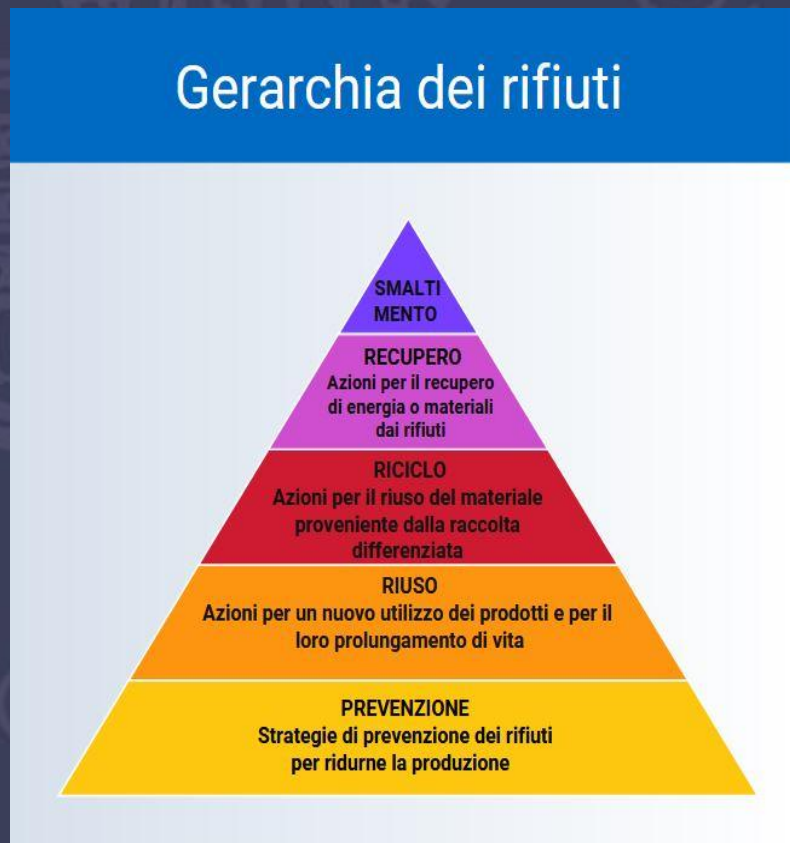 Gerarchia dei rifiuti
SMALTI
MENTO
RECUPERO
Azioni per il recupero
di energia o materiali
dai rifiuti
RICICLO
Azioni per il riuso del materiale
proveniente dalla raccolta
differenziata
RIUSO
Azioni per un nuovo utilizzo dei prodotti e per il
loro prolungamento di vita
PREVENZIONE
Strategie di prevenzione dei rifiuti
per ridurne la produzione